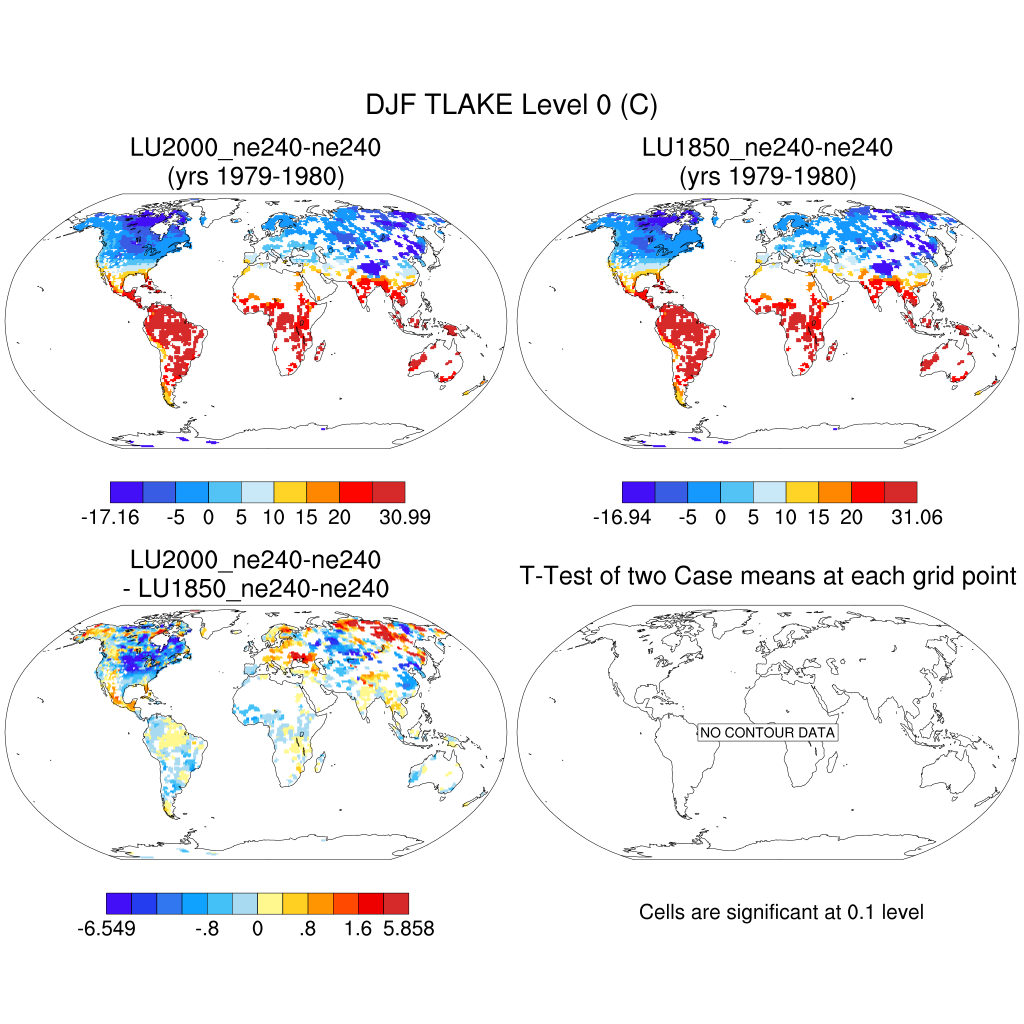 DJF TLAKE Level 0 (C)
LU2000_ne240-ne240
(yrs 1979-1980)
LU1850_ne240-ne240
(yrs 1979-1980)
-17.16 -5 0 5 10 15 20 30.99
-16.94 -5 0 5 10 15 20 31.06
LU2000_ne240-ne240
- LU1850_ne240-ne240
T-Test of two Case means at each grid point
NO CONTOUR DATA
-6.549 -.8 0 .8 1.6 5.858
Cells are significant at 0.1 level